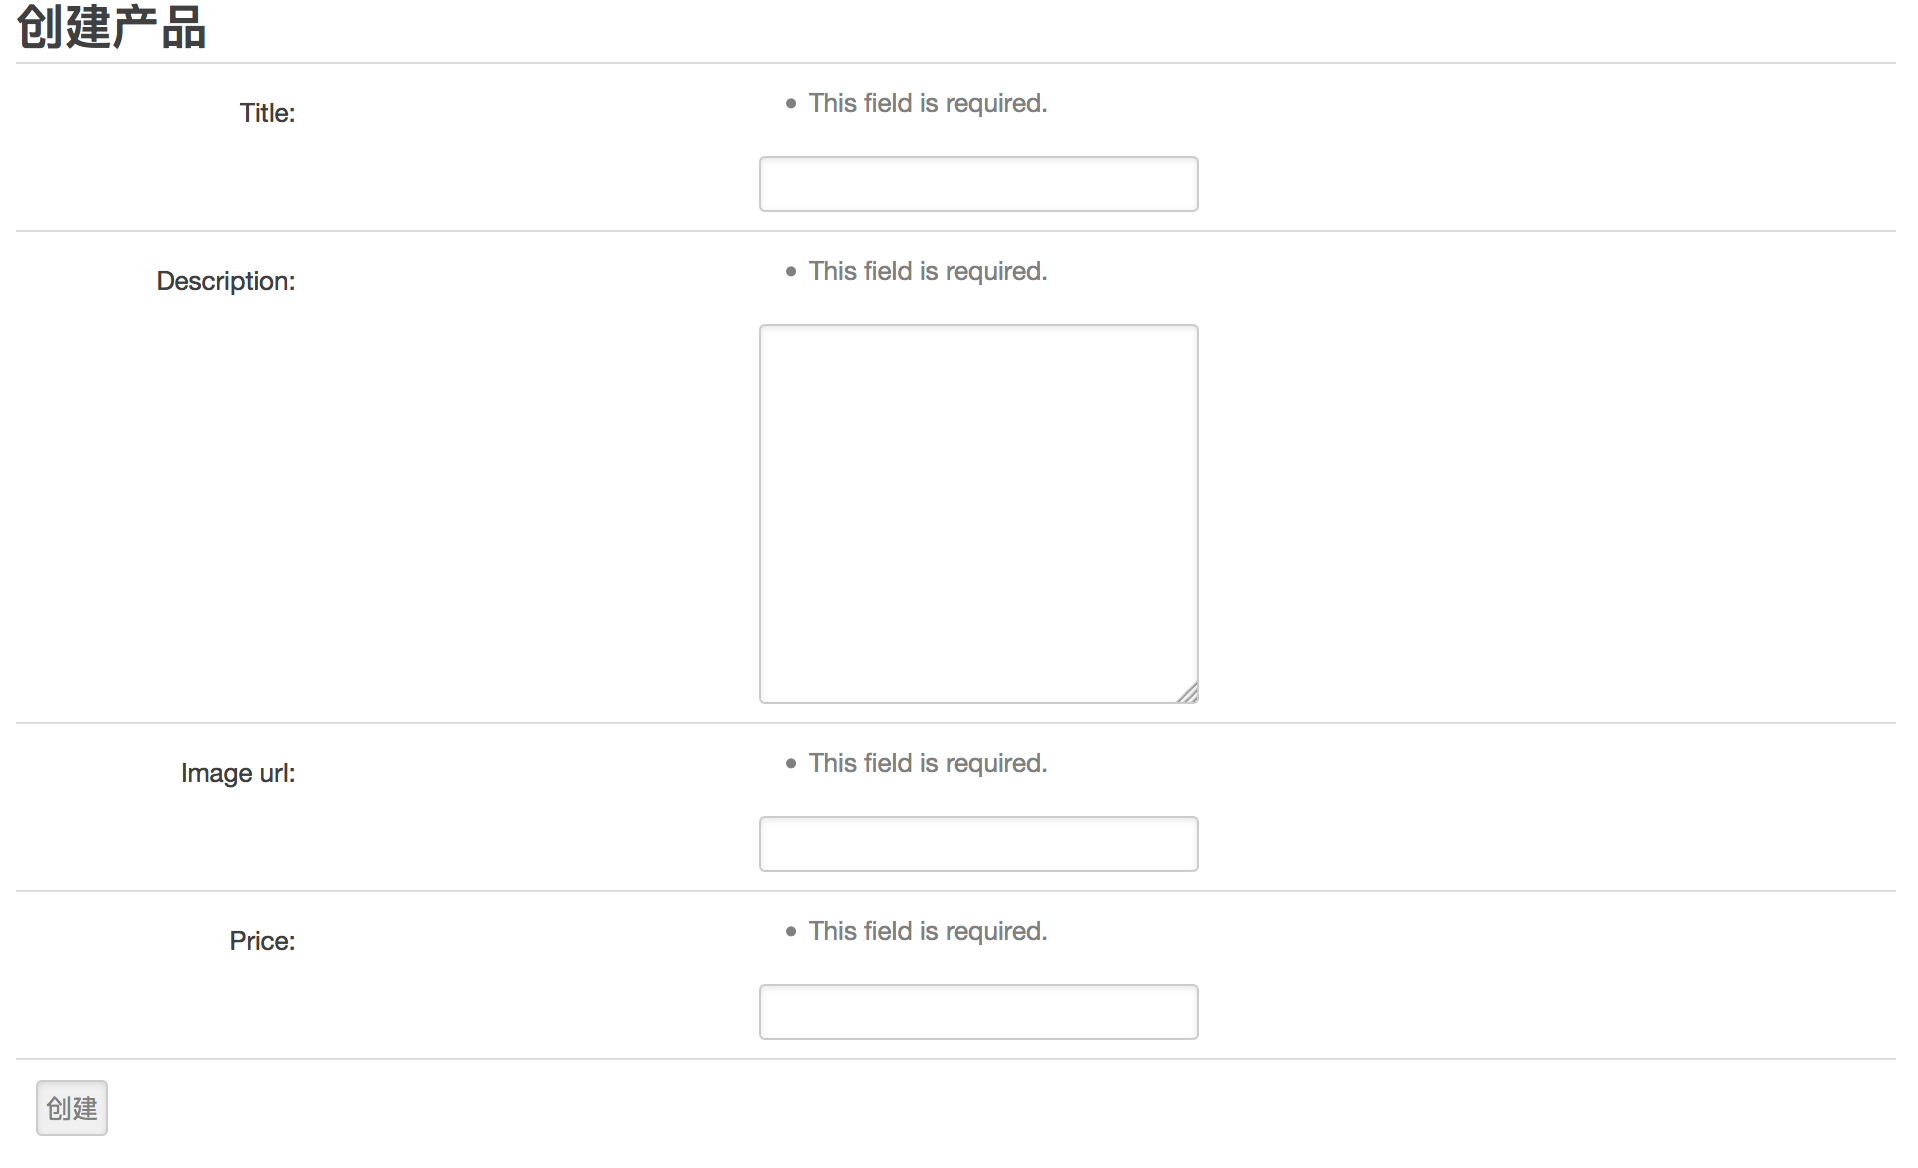 创建产品
Title:
This field is required.
Description:
This field is required.
Image url:
This field is required.
Price:
This field is required.
创建